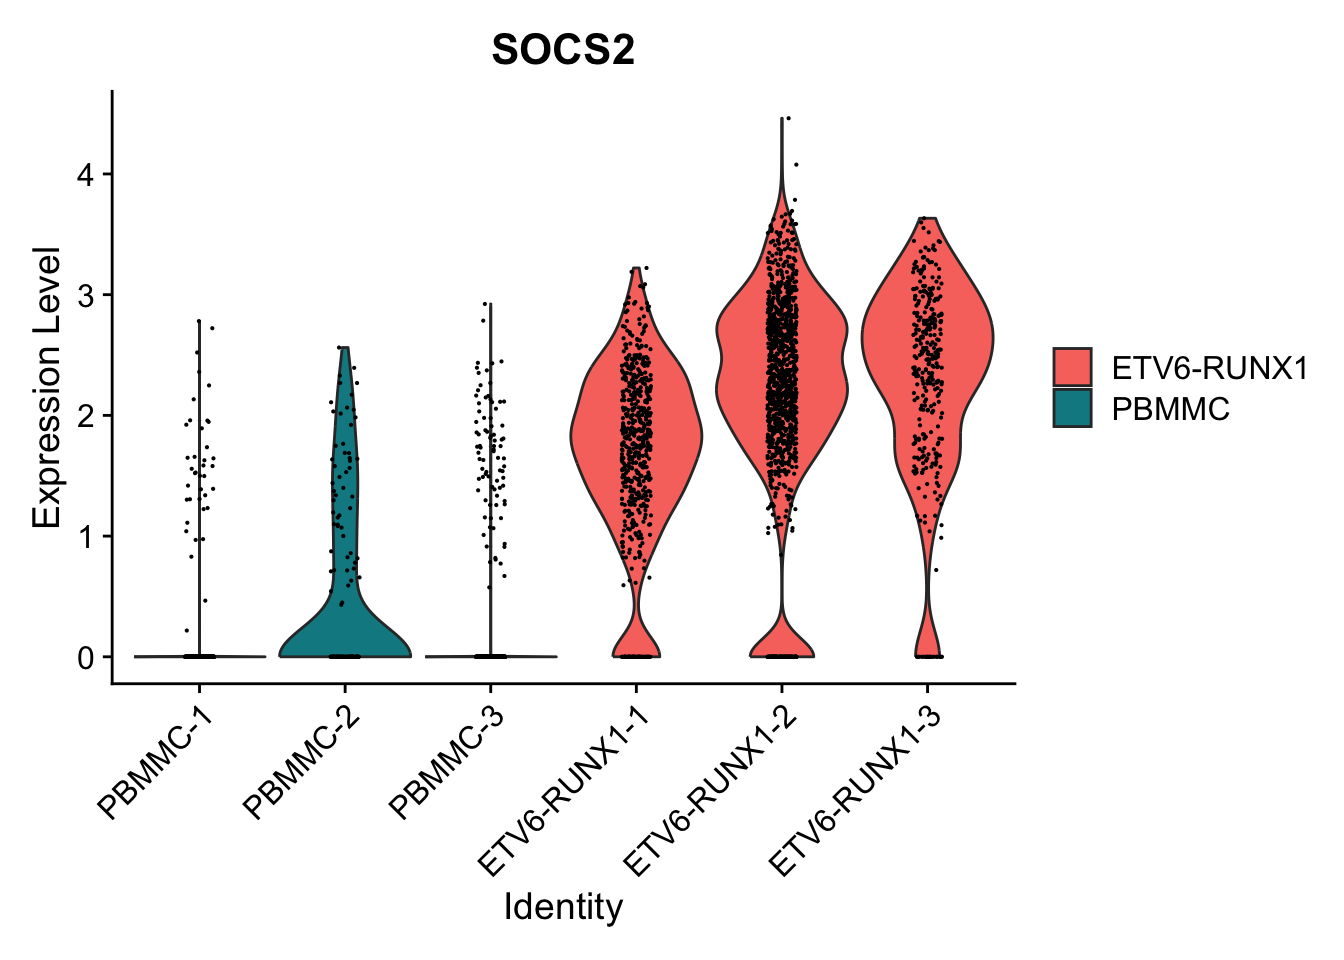 SOCS2
Expression Level
4
3
2
1
0
PBMMC-1
PBMMC-2
PBMMC-3
ETV6-RUNX1-1
ETV6-RUNX1-2
ETV6-RUNX1-3
Identity
ETV6-RUNX1
PBMMC